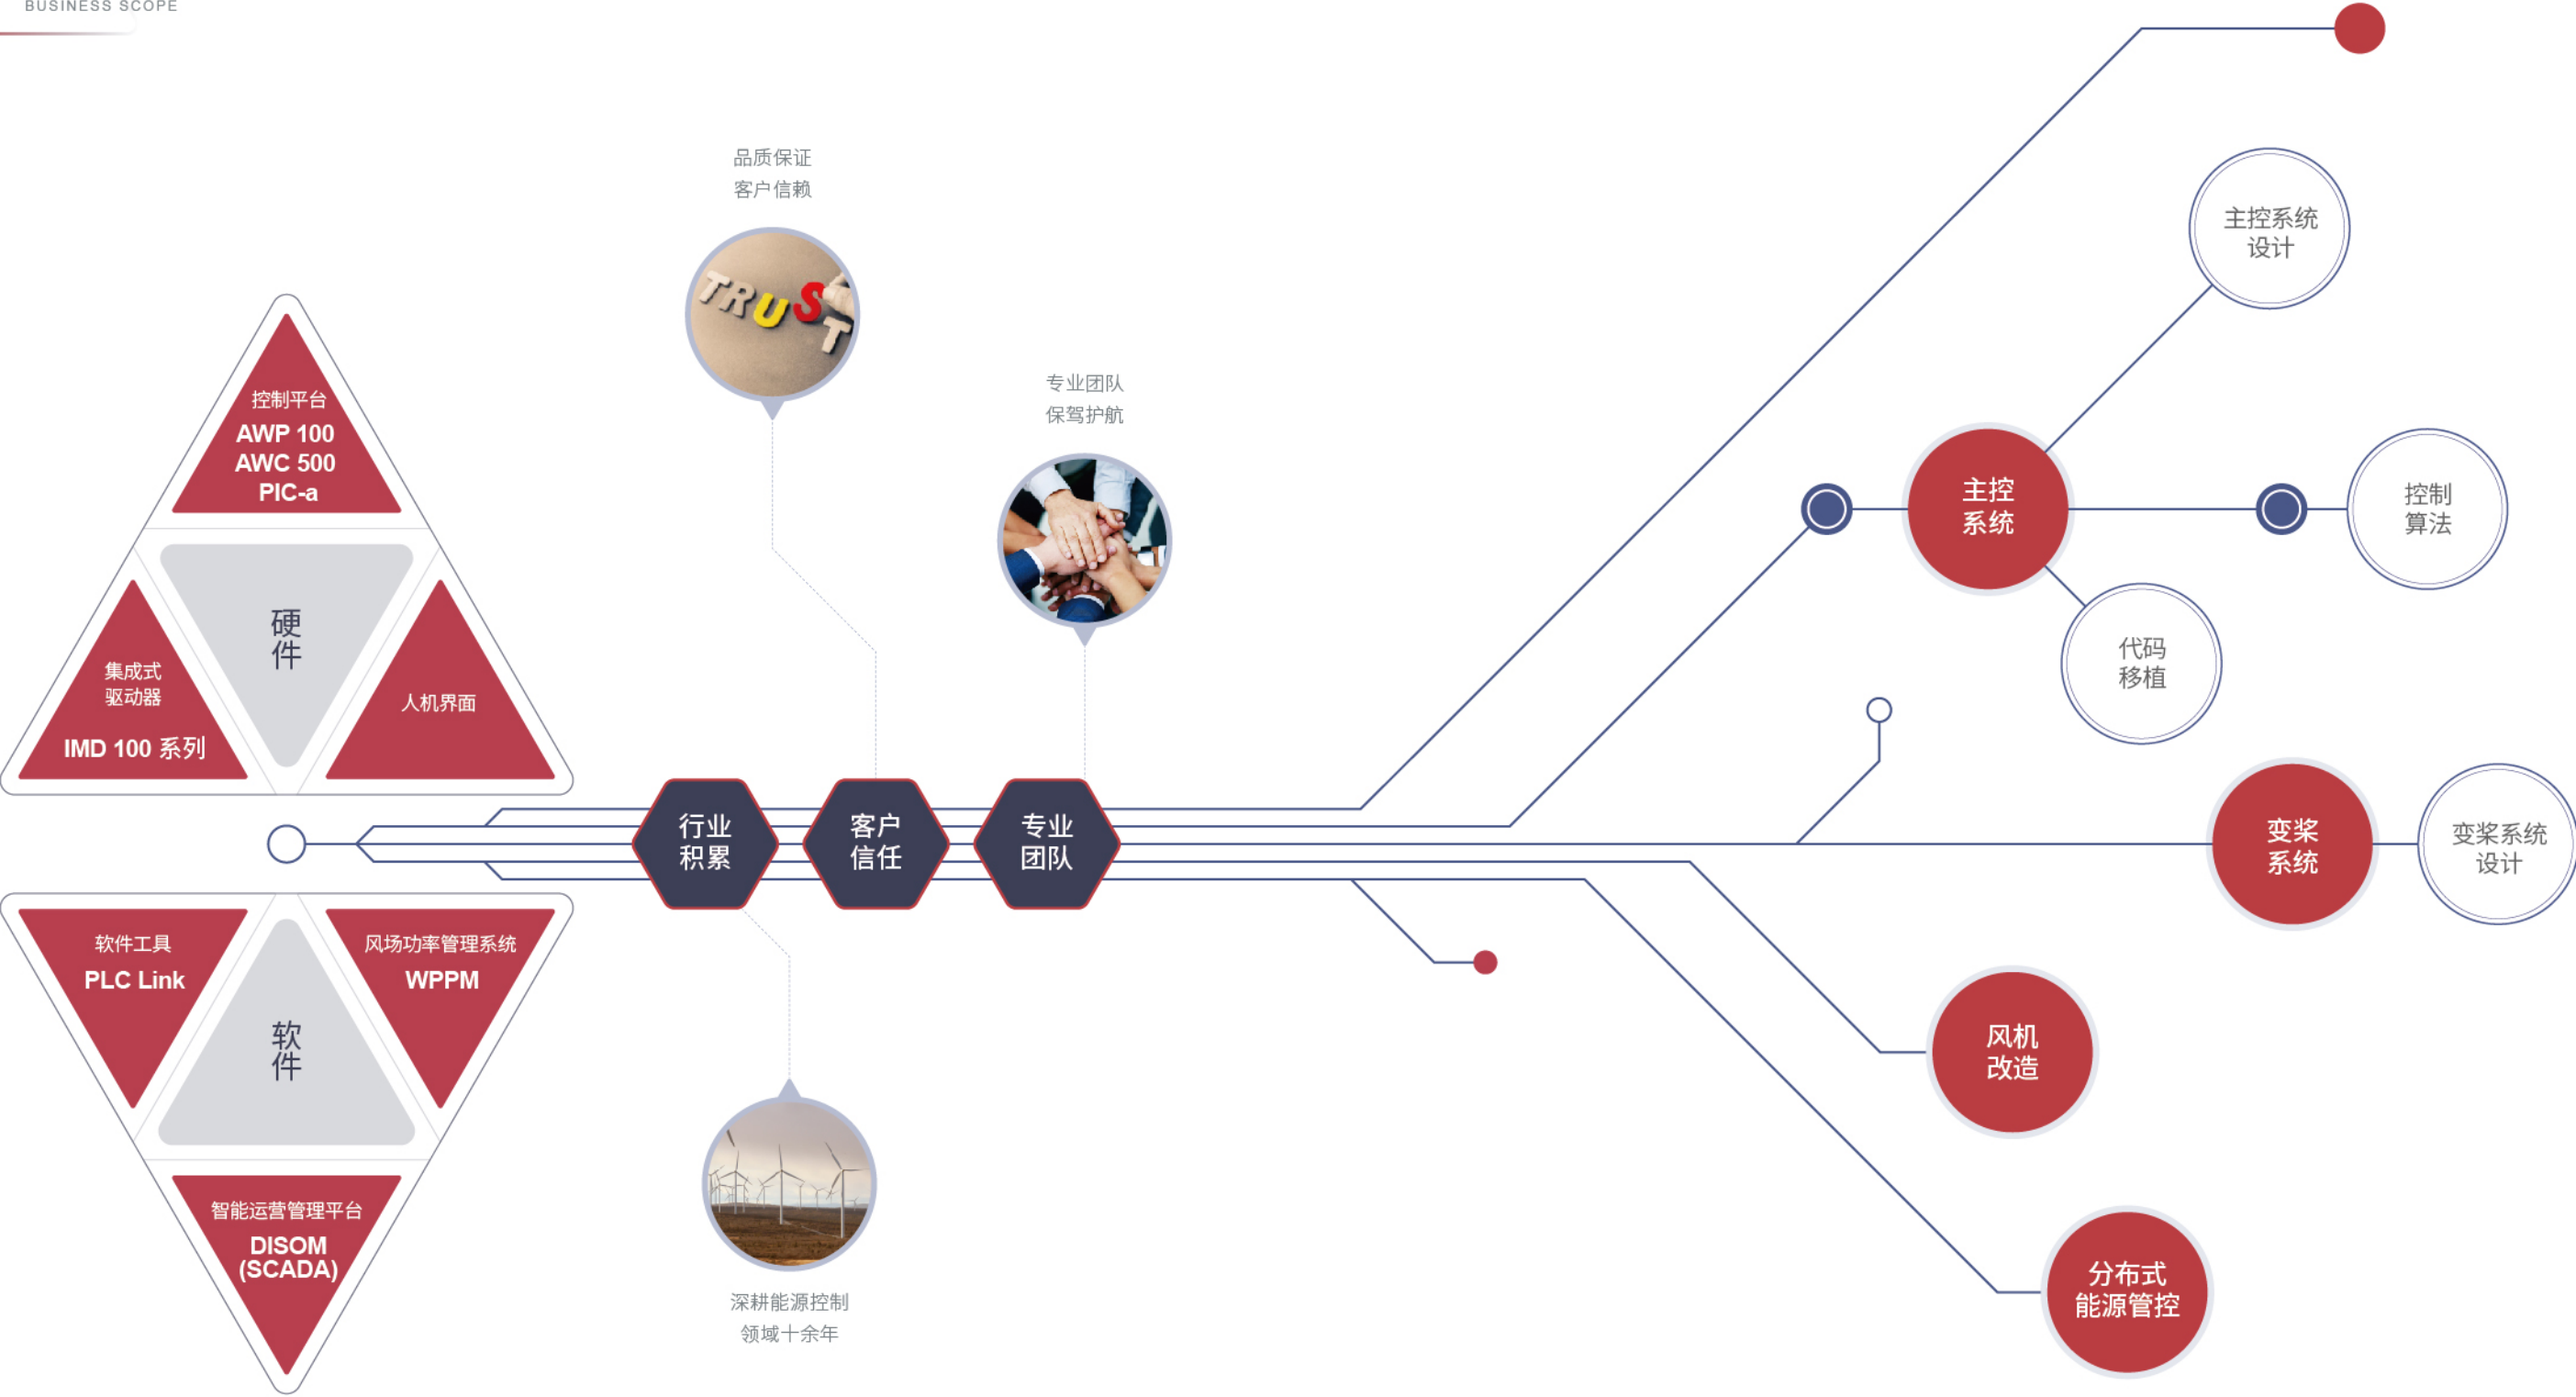 BUSINESS SCOPE
控制平台
AWP 100
AWC 500
PIC-a
硬
件
集成式
驱动器
IMD 100 系列
人机界面
软件工具
PLC Link
风场功率管理系统
WPPM
软
件
智能运营管理平台
DISOM
(SCADA)
品质保证
客户信赖
TRUST
专业团队
保驾护航
行业
积累
客户
信任
专业
团队
深耕能源控制
领域十余年
主控系统
设计
主控
系统
控制
算法
代码
移植
变桨
系统
变桨系统
设计
风机
改造
分布式
能源管控